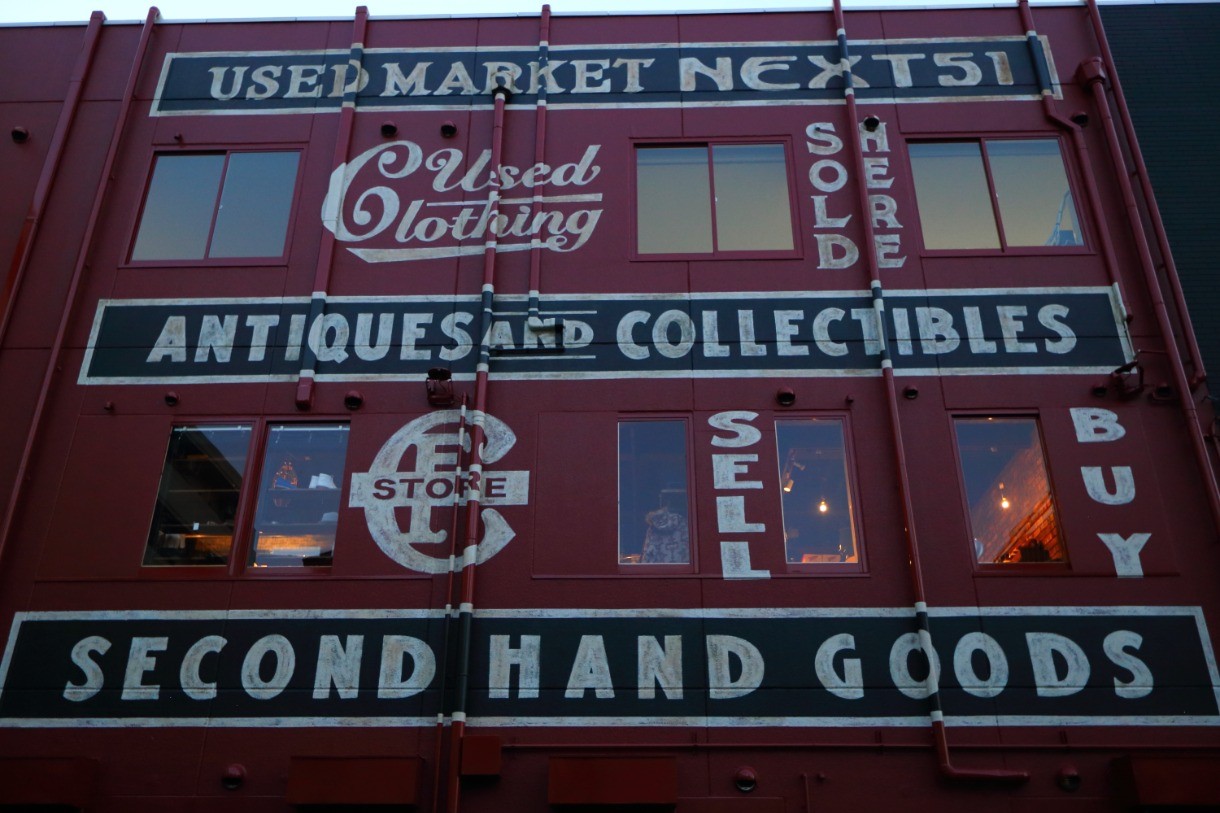 USED MARKET NEXT51
Used
Clothing
SOLD
HERE
ANTIQUES AND COLLECTIBLES
STORE
SELL
BUY
SECOND HAND GOODS